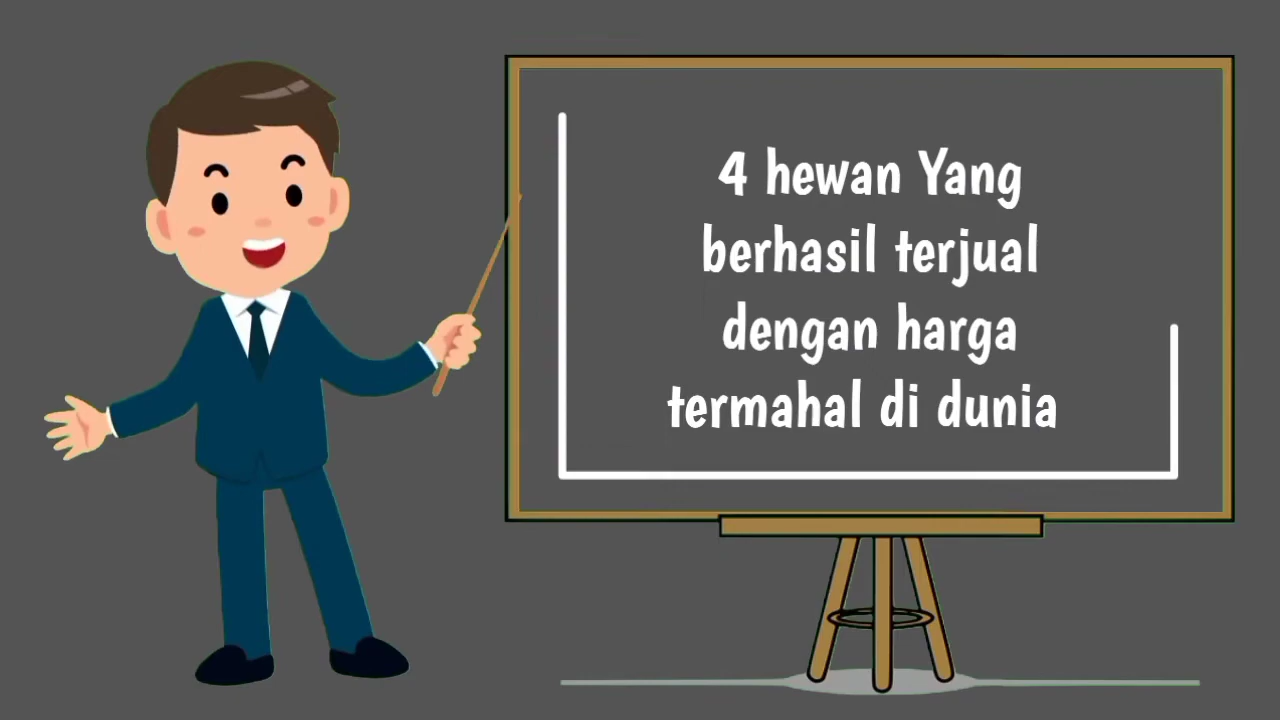 4 hewan Yang
berhasil terjual
dengan harga
termahal di dunia